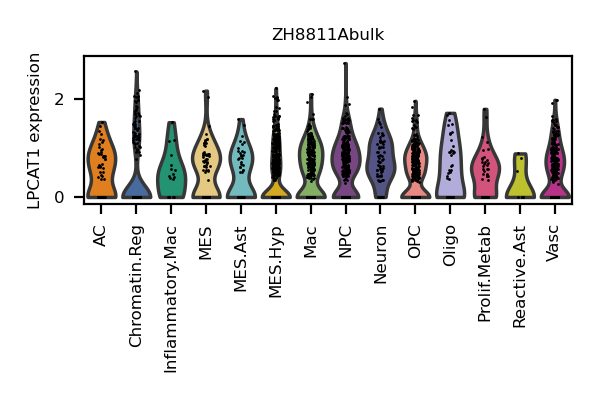 ZH8811Abulk
LPCAT1 expression
2
0
AC
Chromatin.Reg
Inflammatory.Mac
MES
MES.Ast
MES.Hyp
Mac
NPC
Neuron
OPC
Oligo
Prolif.Metab
Reactive.Ast
Vasc